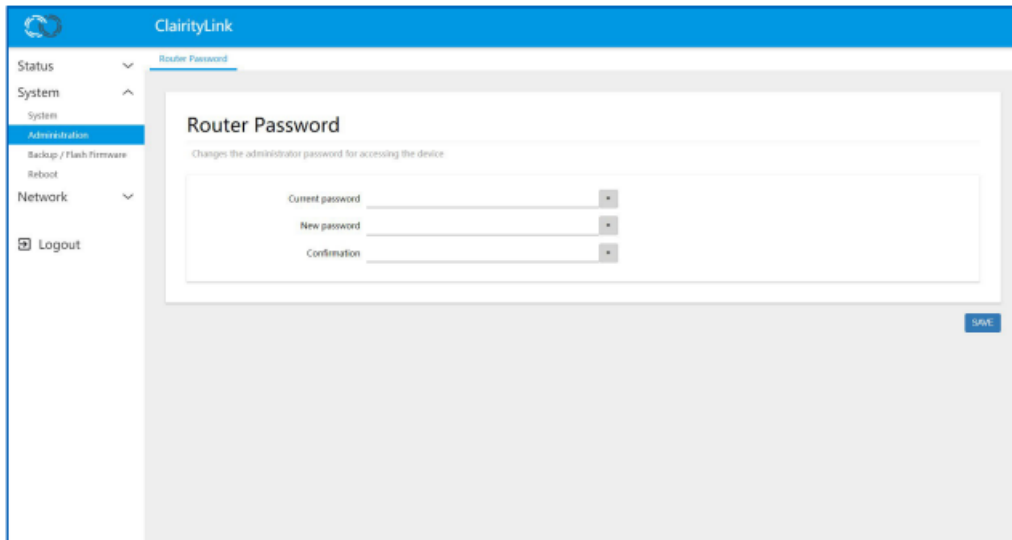 ClairityLink
Status
System
System
Administration
Backup / Flash Firmware
Reboot
Network
Logout
Router Password
Router Password
Changes the administrator password for accessing the device
Current password
*
New password
*
Confirmation
*
SAVE